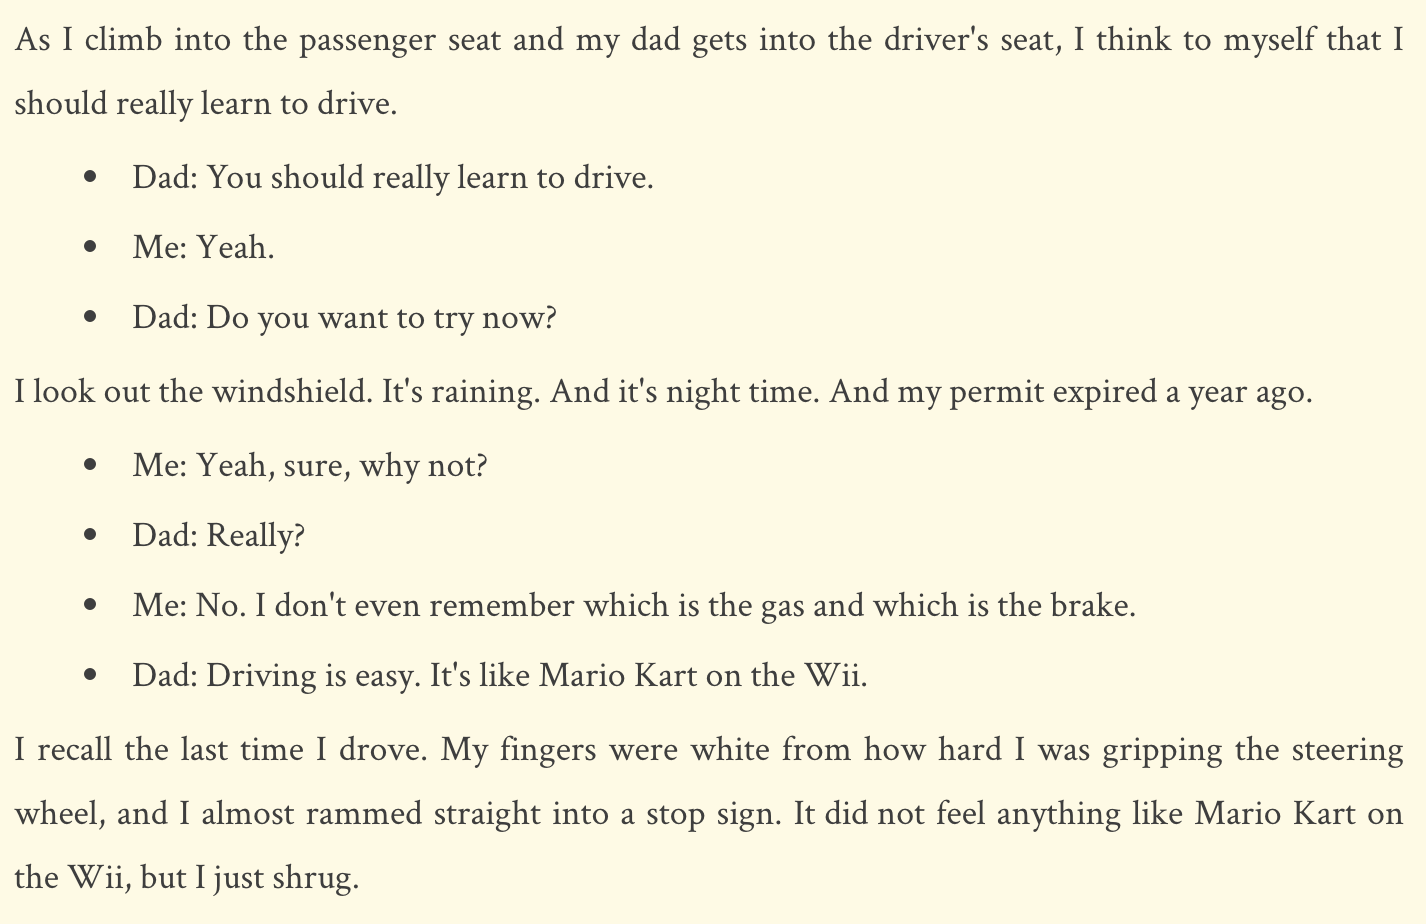 As I climb into the passenger seat and my dad gets into the driver's seat, I think to myself that I
should really learn to drive.
• Dad: You should really learn to drive.
• Me: Yeah.
• Dad: Do you want to try now?
I look out the windshield. It's raining. And it's night time. And my permit expired a year ago.
• Me: Yeah, sure, why not?
• Dad: Really?
• Me: No. I don't even remember which is the gas and which is the brake.
• Dad: Driving is easy. It's like Mario Kart on the Wii.
I recall the last time I drove. My fingers were white from how hard I was gripping the steering
wheel, and I almost rammed straight into a stop sign. It did not feel anything like Mario Kart on
the Wii, but I just shrug.